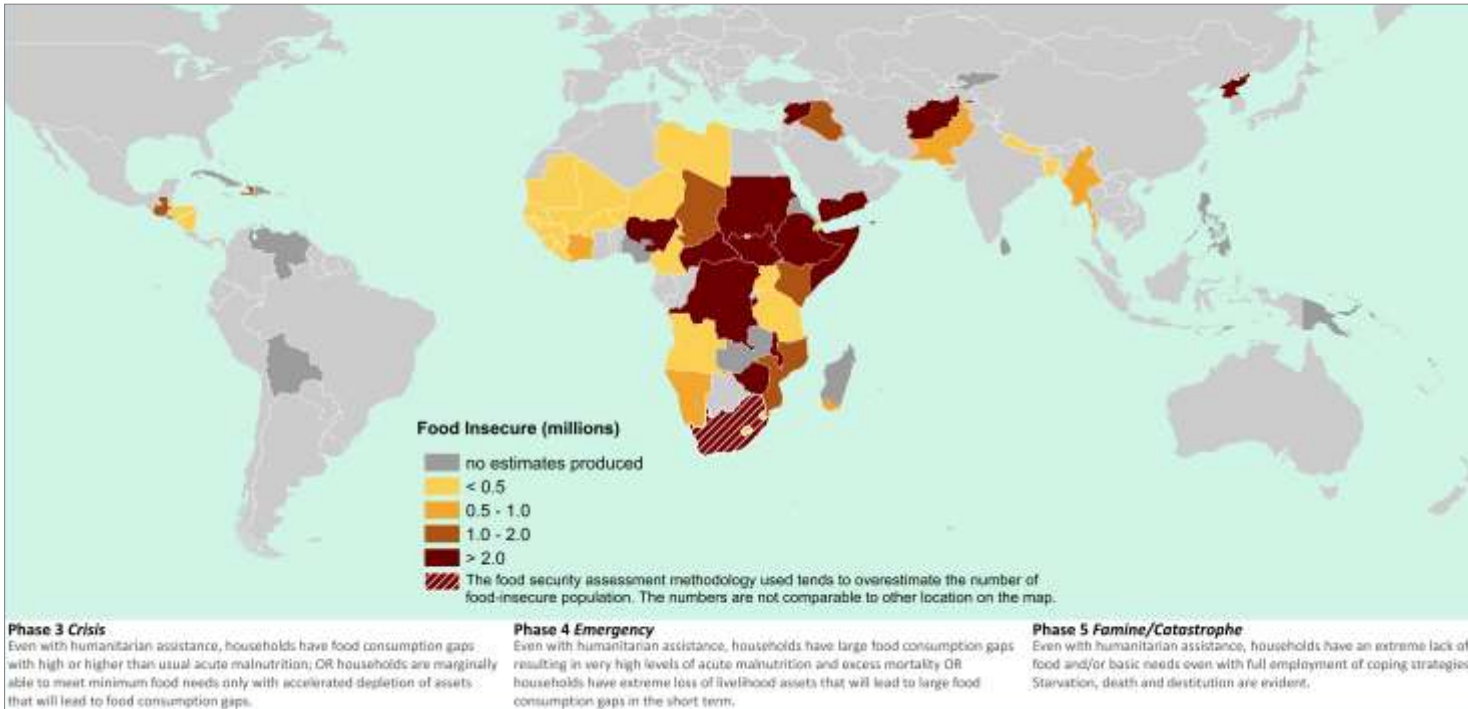 Food Insecure (millions)
no estimates produced
< 0.5
0.5 - 1.0
1.0 - 2.0
> 2.0
The food security assessment methodology used tends to overestimate the number of
food-insecure population. The numbers are not comparable to other location on the map.
Phase 3 Crisis
Even with humanitarian assistance, households have food consumption gaps
with high or higher than usual acute malnutrition; OR households are marginally
able to meet minimum food needs only with accelerated depletion of assets
that will lead to food consumption gaps.
Phase 4 Emergency
Even with humanitarian assistance, households have large food consumption gaps
resulting in very high levels of acute malnutrition and excess mortality OR
households have extreme loss of livelihood assets that will lead to large food
consumption gaps in the short term.
Phase 5 Famine/Catastrophe
Even with humanitarian assistance, households have an extreme lack of
food and/or basic needs even with full employment of coping strategies
Starvation, death and destitution are evident.